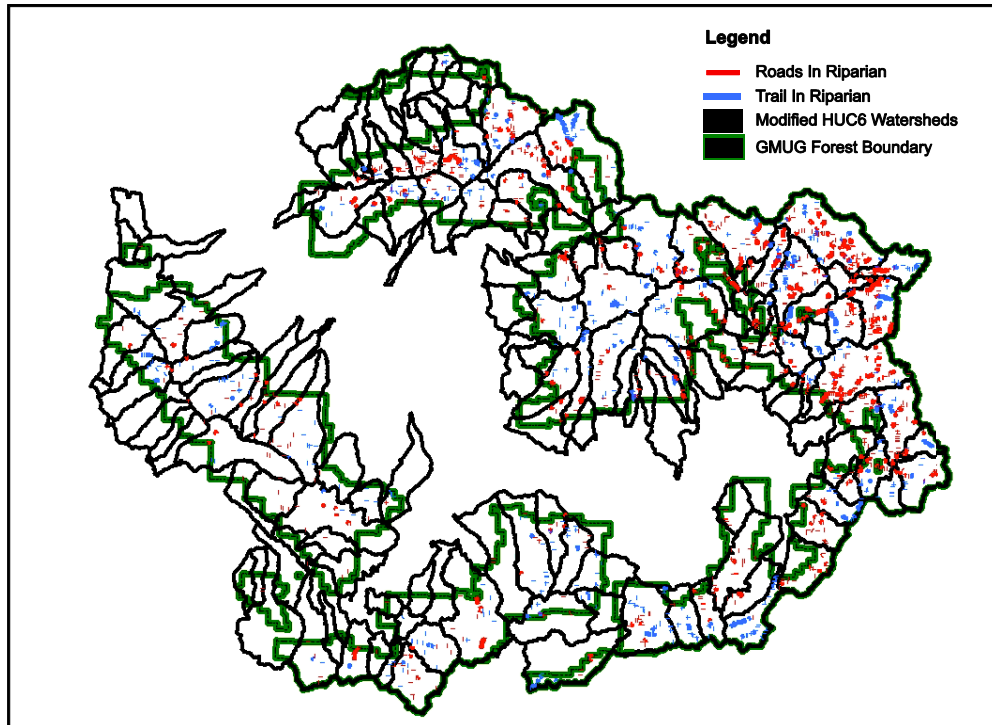 Legend
Roads In Riparian
Trail In Riparian
Modified HUC6 Watersheds
GMUG Forest Boundary